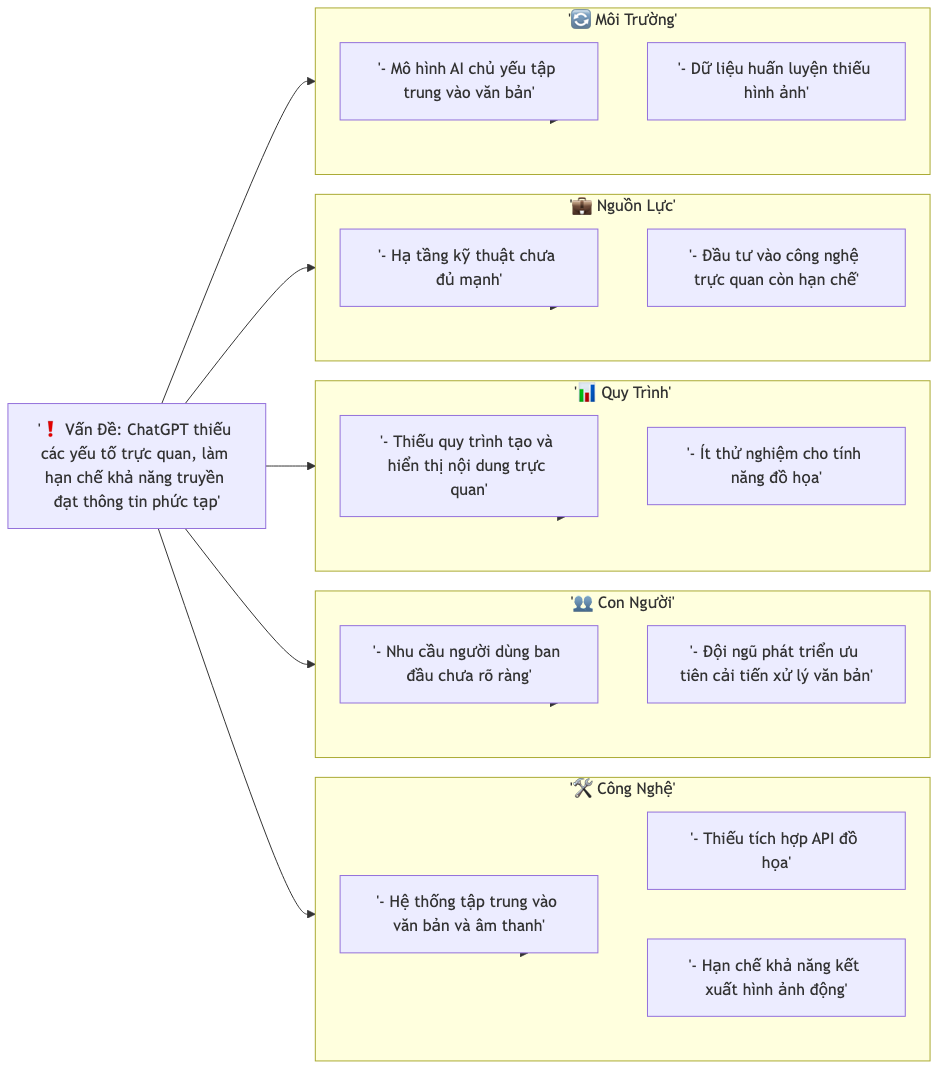 '🔄 Môi Trường'
'- Mô hình AI chủ yếu tập
trung vào văn bản'
'- Dữ liệu huấn luyện thiếu
hình ảnh'
'💼 Nguồn Lực'
'- Hạ tầng kỹ thuật chưa
đủ mạnh'
'- Đầu tư vào công nghệ
trực quan còn hạn chế'
'❗ Vấn Đề: ChatGPT thiếu
các yếu tố trực quan, làm
hạn chế khả năng truyền
đạt thông tin phức tạp'
'📊 Quy Trình'
'- Thiếu quy trình tạo và
hiển thị nội dung trực
quan'
'- Ít thử nghiệm cho tính
năng đồ họa'
'👥 Con Người'
'- Nhu cầu người dùng ban
đầu chưa rõ ràng'
'- Đội ngũ phát triển ưu
tiên cải tiến xử lý văn bản'
'🛠️ Công Nghệ'
'- Hệ thống tập trung vào
văn bản và âm thanh'
'- Thiếu tích hợp API đồ
họa'
'- Hạn chế khả năng kết
xuất hình ảnh động'